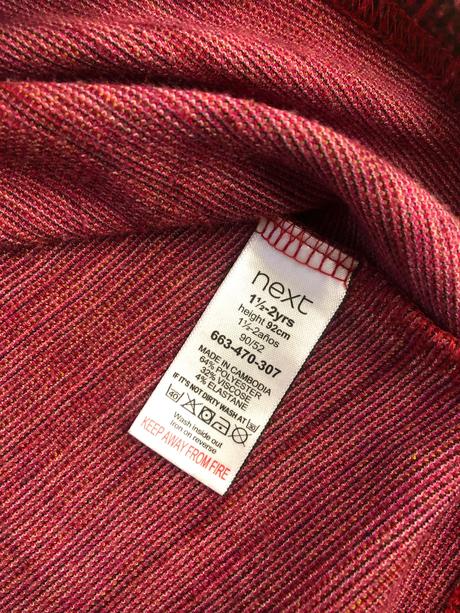 next
1½-2yrs
height 92cm
1½-2años
90/52
663-470-307
MADE IN CAMBODIA
64% POLYESTER
32% VISCOSE
4% ELASTANE
IF IT'S NOT DIRTY WASH AT 30
40
Wash inside out
Iron on reverse
KEEP AWAY FROM FIRE